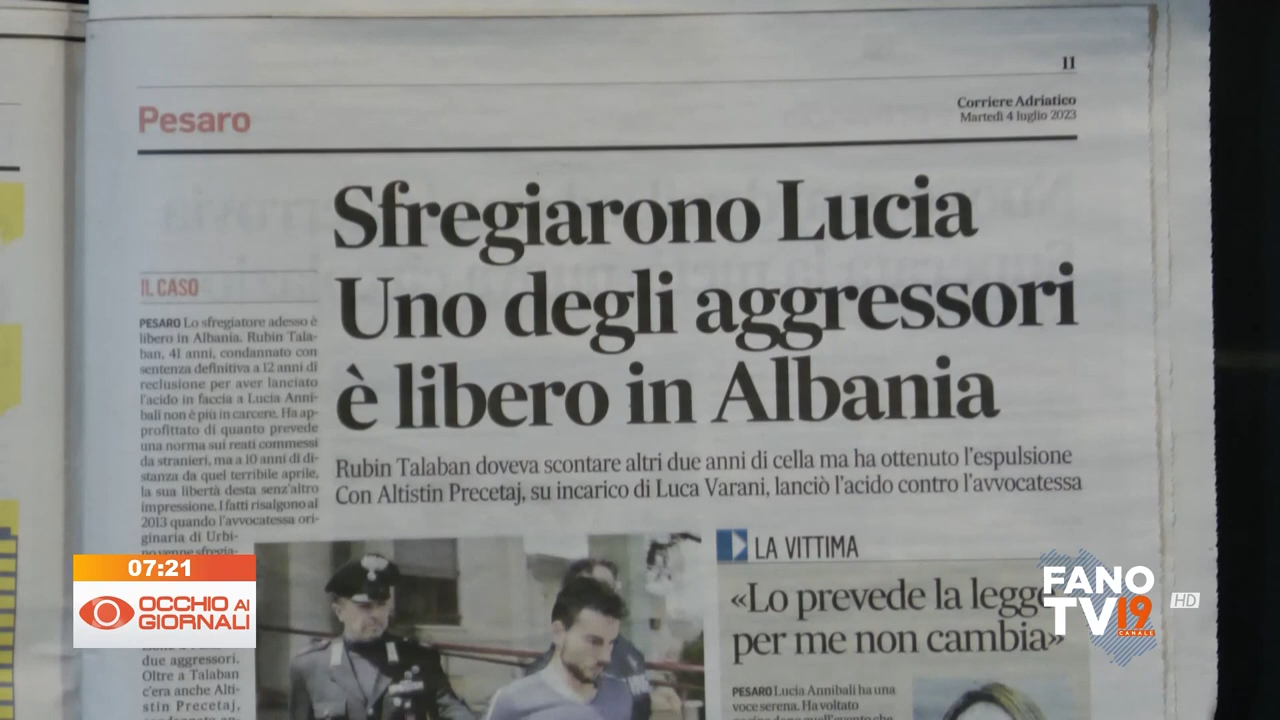 11
Pesaro
Corriere Adriatico
Martedì 4 luglio 2023
Sfregiarono Lucia
Uno degli aggressori
è libero in Albania
Rubin Talaban doveva scontare altri due anni di cella ma ha ottenuto l'espulsione
Con Altistin Precetaj, su incarico di Luca Varani, lanciò l'acido contro l'avvocatessa
IL CASO
PESARO Lo sfregiatore adesso è
libero in Albania. Rubin Tala-
ban, 41 anni, condannato con
sentenza definitiva a 12 anni di
reclusione per aver lanciato
l'acido in faccia a Lucia Anni-
bali non è più in carcere. Ha ap-
profittato di quanto prevede
una norma sui reati commessi
da stranieri, ma a 10 anni di di-
stanza da quel terribile aprile,
la sua libertà desta senz'altro
impressione. I fatti risalgono al
2013 quando l'avvocatessa ori-
ginaria di Urbi-
no venne sfregia-
due aggressori.
Oltre a Talaban
c'era anche Alti-
stin Precetaj,
LA VITTIMA
«Lo prevede la legge
per me non cambia»
PESARO Lucia Annibali ha una
voce serena. Ha voltato
07:21
OCCHIO AI
GIORNALI
FANO
TV19
CANALE
HD